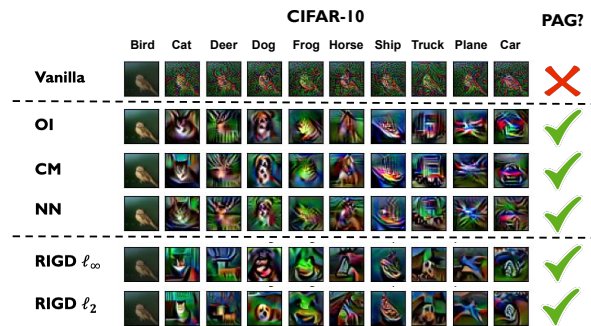 CIFAR-10
PAG?
Bird Cat Deer Dog Frog Horse Ship Truck Plane Car
Vanilla
OI
CM
NN
RIGD ℓ∞
RIGD ℓ2